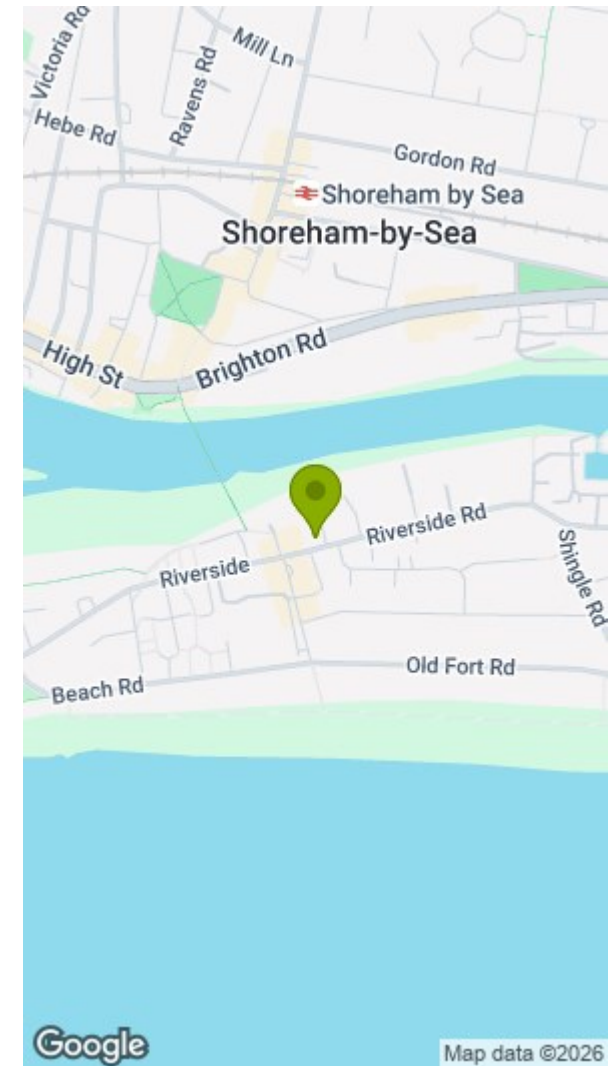 Victoria Rd
Mill Ln
Ravens Rd
Hebe Rd
Gordon Rd
Shoreham by Sea
Shoreham-by-Sea
High St
Brighton Rd
Riverside Rd
Riverside
Shingle Rd
Old Fort Rd
Beach Rd
Google
Map data ©2026